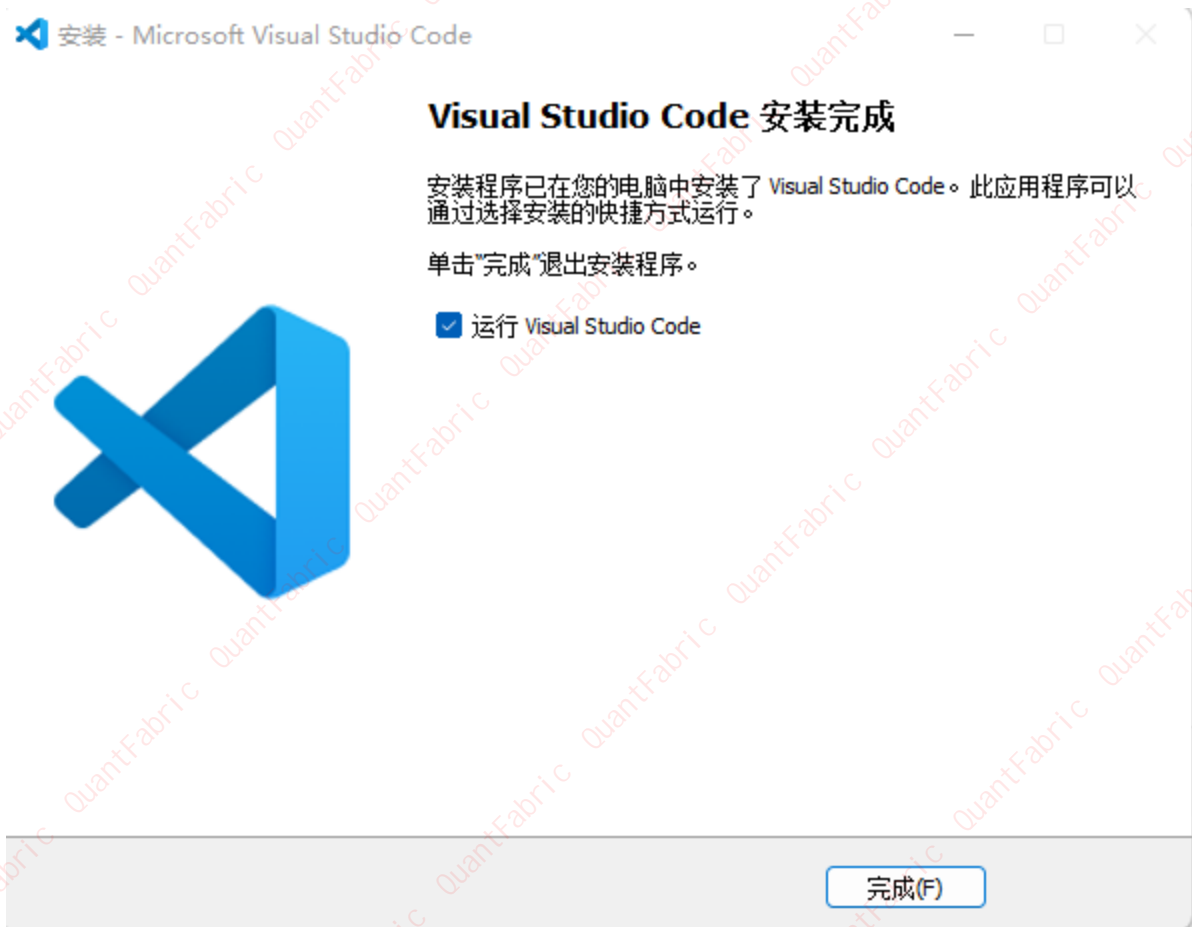 安装 - Microsoft Visual Studio Code
Visual Studio Code 安装完成
安装程序已在您的电脑中安装了 Visual Studio Code。此应用程序可以
通过选择安装的快捷方式运行。
单击"完成"退出安装程序。
运行 Visual Studio Code
完成(F)
QuantFabric